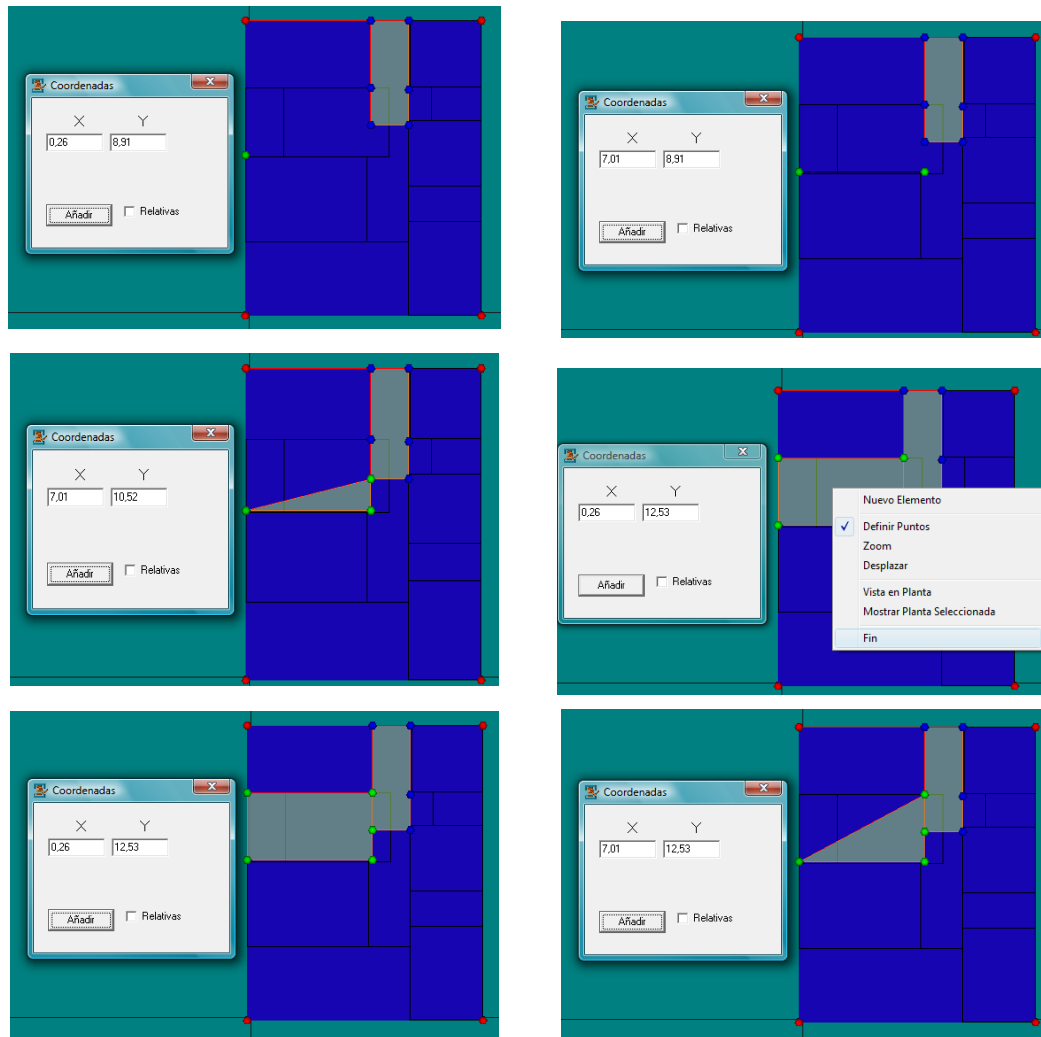 Coordenadas
X Y
0,26 8,91
Añadir Relativas
Coordenadas
X Y
7,01 8,91
Añadir Relativas
Coordenadas
X Y
7,01 10,52
Añadir Relativas
Coordenadas
X Y
0,26 12,53
Añadir Relativas
Nuevo Elemento
Definir Puntos
Zoom
Desplazar
Vista en Planta
Mostrar Planta Seleccionada
Fin
Coordenadas
X Y
0,26 12,53
Añadir Relativas
Coordenadas
X Y
7,01 12,53
Añadir Relativas